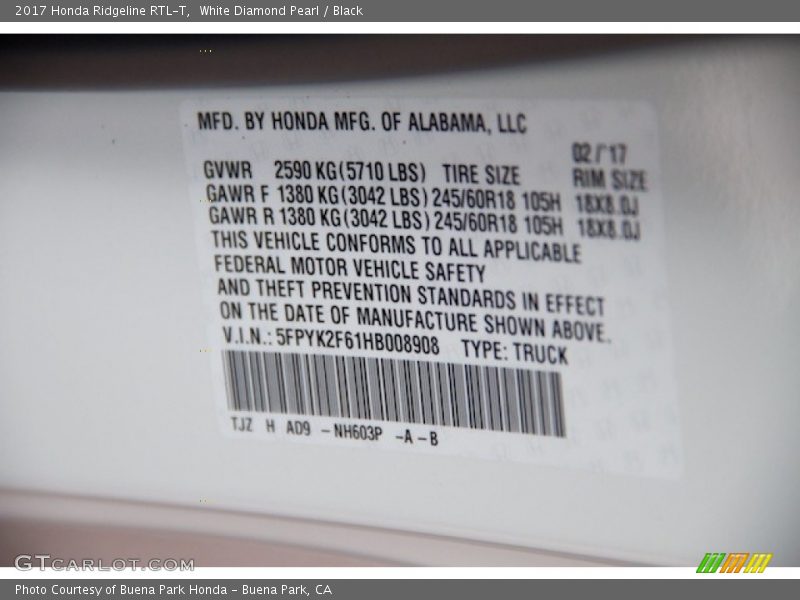 2017 Honda Ridgeline RTL-T,  White Diamond Pearl / Black
MFD. BY HONDA MFG. OF ALABAMA, LLC
02/17
GVWR 2590 KG(5710 LBS) TIRE SIZE RIM SIZE
GAWR F 1380 KG(3042 LBS) 245/60R18 105H 18X8.0J
GAWR R 1380 KG(3042 LBS) 245/60R18 105H 18X8.0J
THIS VEHICLE CONFORMS TO ALL APPLICABLE
FEDERAL MOTOR VEHICLE SAFETY
AND THEFT PREVENTION STANDARDS IN EFFECT
ON THE DATE OF MANUFACTURE SHOWN ABOVE.
V.I.N.: 5FPYK2F61HB008908 TYPE: TRUCK
TJZ H AD9 -NH603P -A-B
GTCARLOT.COM
Photo Courtesy of Buena Park Honda - Buena Park, CA